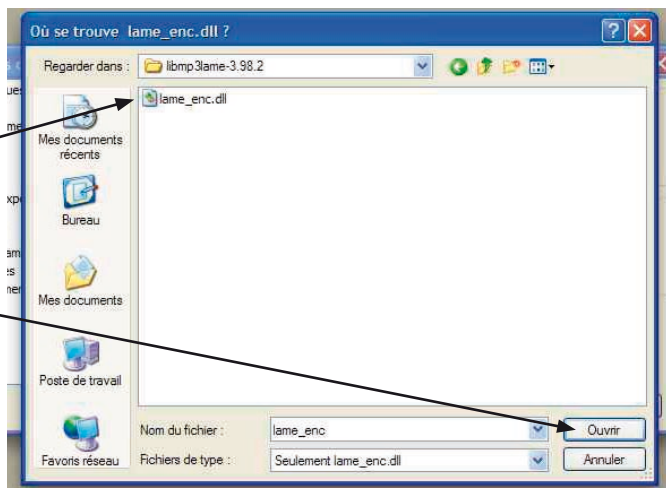 Où se trouve lame_enc.dll ?
Regarder dans :
libmp3lame-3.98.2
lame_enc.dll
Mes documents
récents
Bureau
Mes documents
Poste de travail
Favoris réseau
Nom du fichier :
lame_enc
Ouvrir
Fichiers de type :
Seulement lame_enc.dll
Annuler